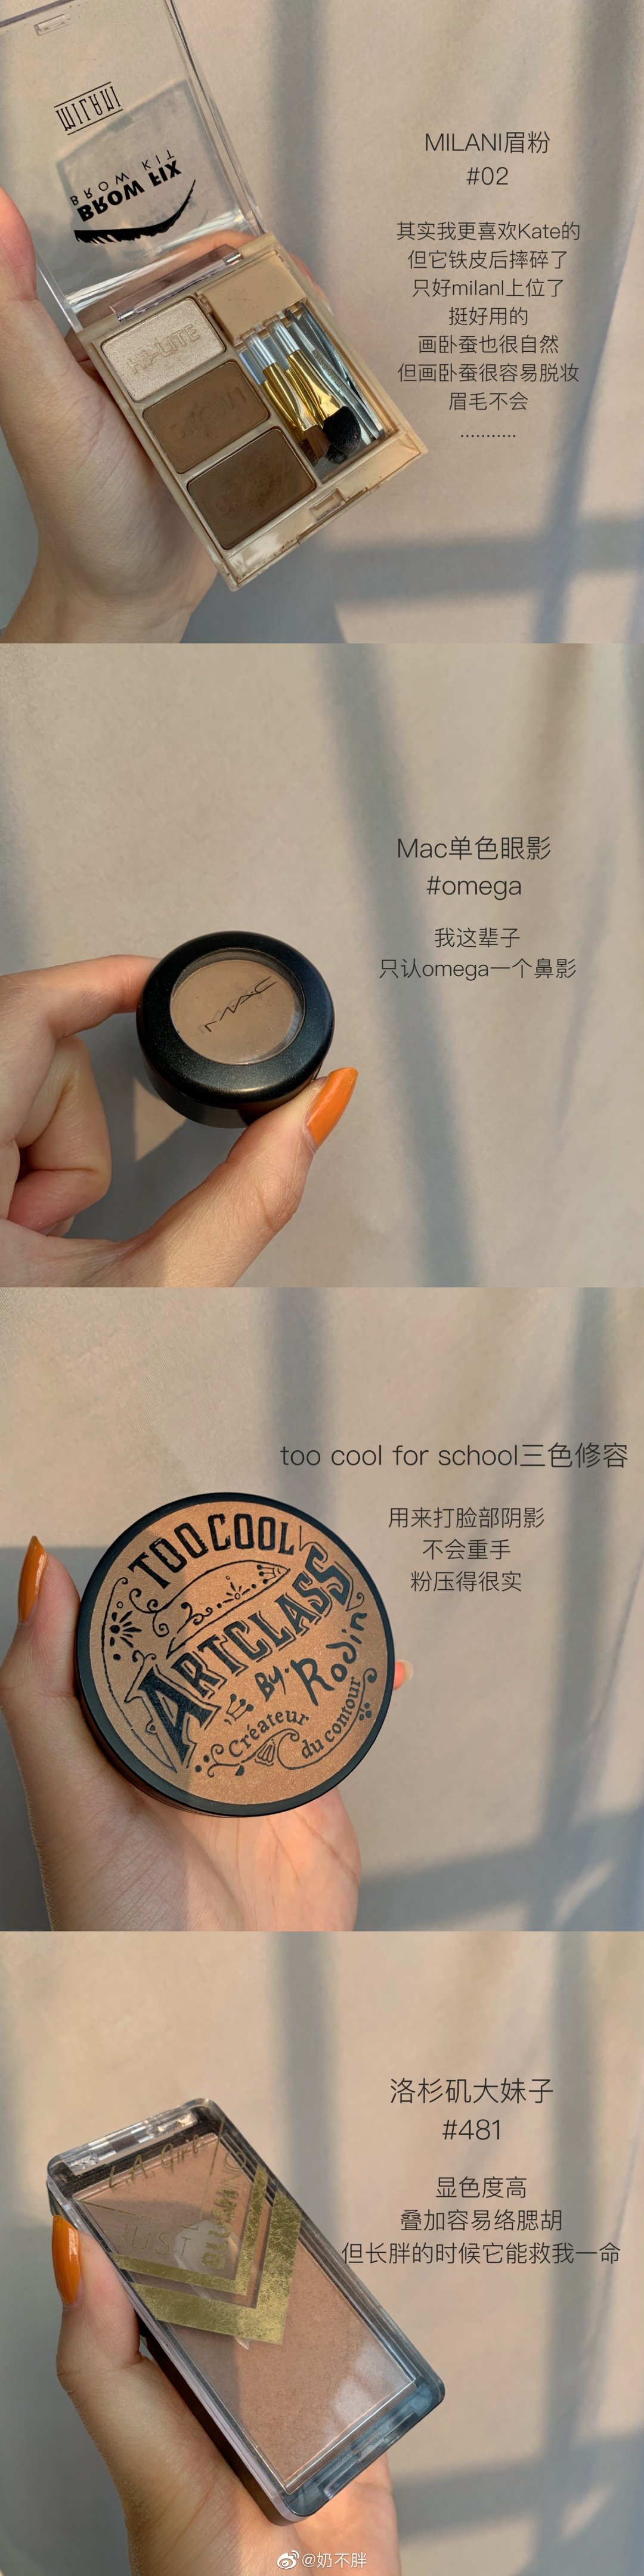 MILANI
BROW KIT
BROW FIX
HI-LITE
MILANI眉粉
#02
其实我更喜欢Kate的
但它铁皮后摔碎了
只好milanl上位了
挺好用的
画卧蚕也很自然
但画卧蚕很容易脱妆
眉毛不会
...........
Mac单色眼影
#omega
我这辈子
只认omega一个鼻影
MAC
too cool for school三色修容
用来打脸部阴影
不会重手
粉压得很实
TOO COOL
ARTCLASS
By. Rodin
Créateur
du contour
洛杉矶大妹子
#481
显色度高
叠加容易络腮胡
但长胖的时候它能救我一命
L.A. Girl
JUST
@奶不胖